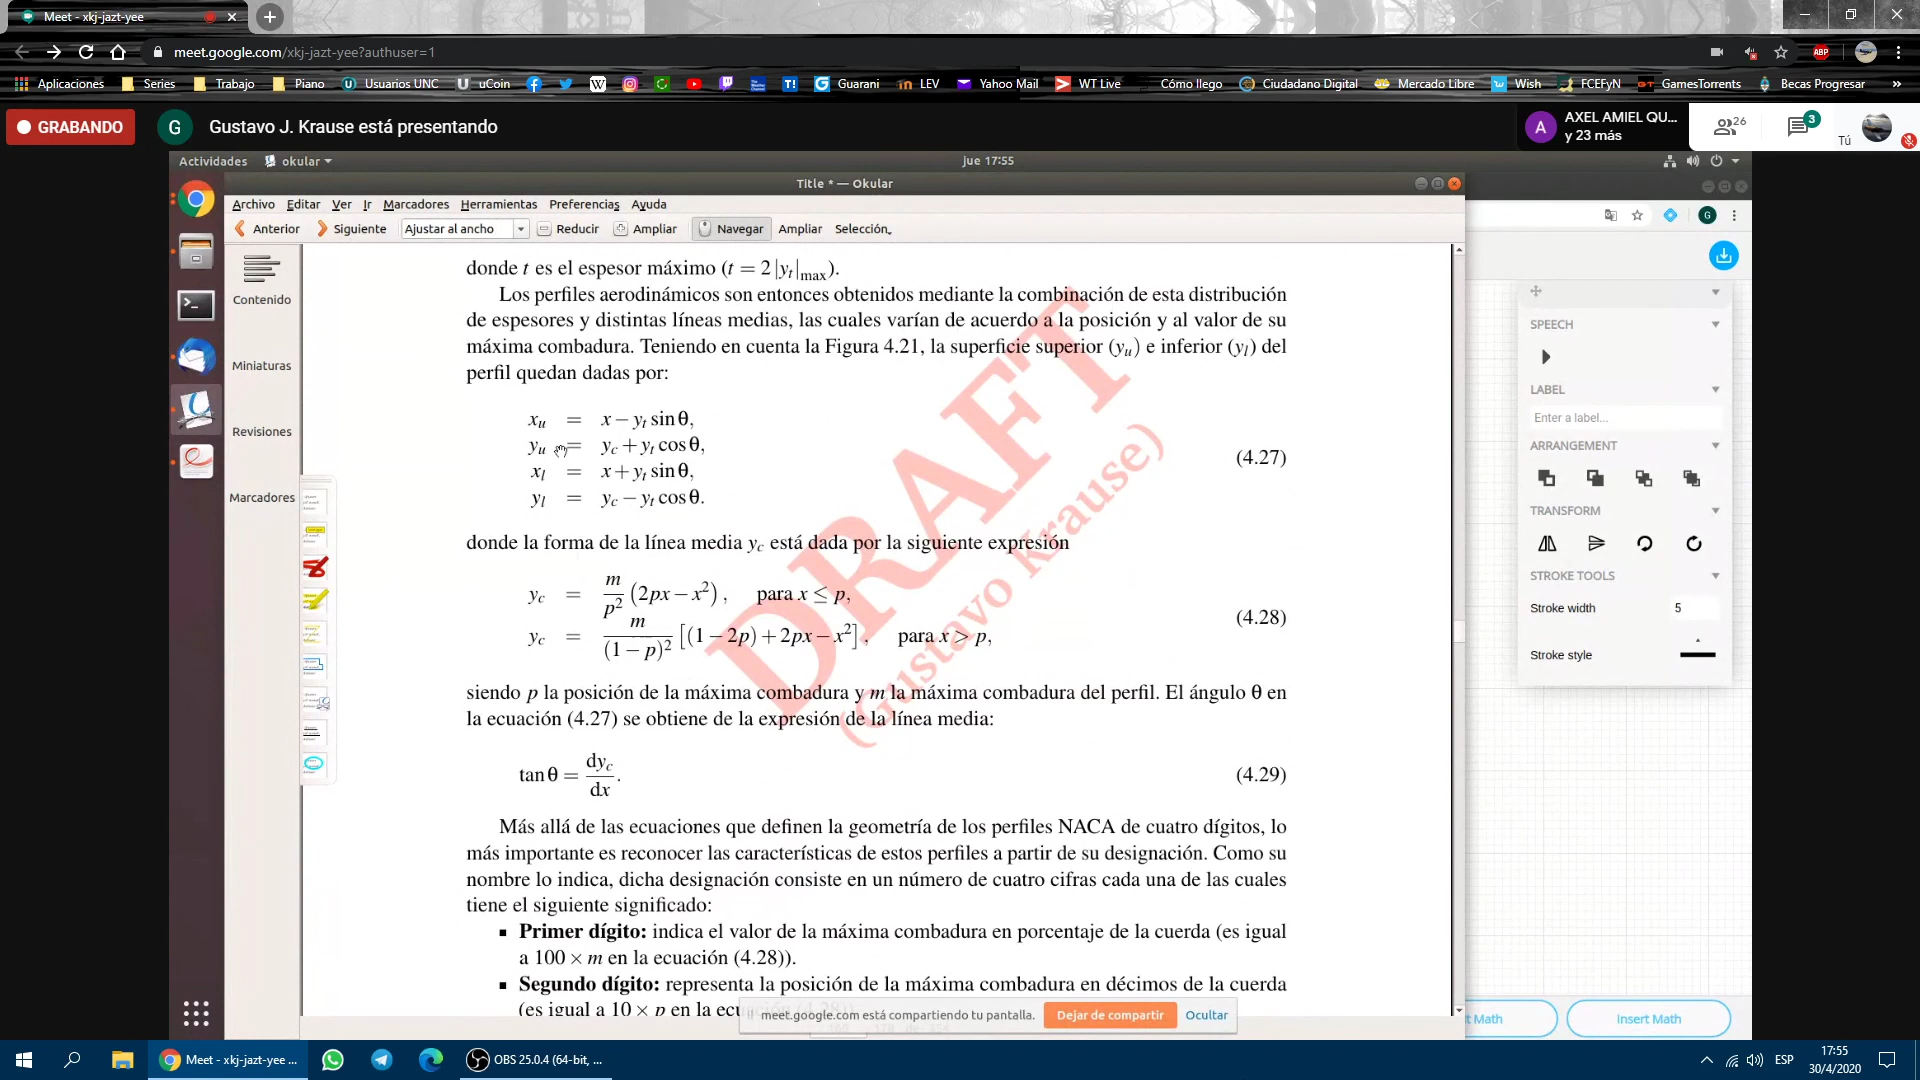 Meet - xkj-jazt-yee
meet.google.com/xkj-jazt-yee?authuser=1
ABP
Aplicaciones
Series
Trabajo
Piano
Usuarios UNC
uCoin
Guarani
LEV
Yahoo Mail
WT Live
Cómo llego
Ciudadano Digital
Mercado Libre
Wish
FCEFyN
GamesTorrents
Becas Progresar
»
GRABANDO
G
Gustavo J. Krause está presentando
A
AXEL AMIEL QU...
y 23 más
26
3
Tú
Actividades
okular
jue 17:55
Title * — Okular
Archivo Editar Ver Ir Marcadores Herramientas Preferencias Ayuda
Anterior Siguiente Ajustar al ancho Reducir Ampliar Navegar Ampliar Selección
Contenido
Miniaturas
Revisiones
Marcadores
donde t es el espesor máximo (t = 2|y_t|_max).
Los perfiles aerodinámicos son entonces obtenidos mediante la combinación de esta distribución
de espesores y distintas líneas medias, las cuales varían de acuerdo a la posición y al valor de su
máxima combadura. Teniendo en cuenta la Figura 4.21, la superficie superior (y_u) e inferior (y_l) del
perfil quedan dadas por:
x_u = x − y_t sin θ,
y_u = y_c + y_t cos θ,
x_l = x + y_t sin θ,
y_l = y_c − y_t cos θ.
(4.27)
donde la forma de la línea media y_c está dada por la siguiente expresión
y_c = m/p² (2px − x²), para x ≤ p,
y_c = m/(1 − p)² [(1 − 2p) + 2px − x²], para x > p,
(4.28)
siendo p la posición de la máxima combadura y m la máxima combadura del perfil. El ángulo θ en
la ecuación (4.27) se obtiene de la expresión de la línea media:
tan θ = dy_c/dx.
(4.29)
Más allá de las ecuaciones que definen la geometría de los perfiles NACA de cuatro dígitos, lo
más importante es reconocer las características de estos perfiles a partir de su designación. Como su
nombre lo indica, dicha designación consiste en un número de cuatro cifras cada una de las cuales
tiene el siguiente significado:
▪ Primer dígito: indica el valor de la máxima combadura en porcentaje de la cuerda (es igual
a 100 × m en la ecuación (4.28)).
▪ Segundo dígito: representa la posición de la máxima combadura en décimos de la cuerda
(es igual a 10 × p en la
DRAFT
(Gustavo Krause)
meet.google.com está compartiendo tu pantalla.
Dejar de compartir
Ocultar
G
SPEECH
LABEL
Enter a label...
ARRANGEMENT
TRANSFORM
STROKE TOOLS
Stroke width 5
Stroke style
Math
Insert Math
Meet - xkj-jazt-yee ...
OBS 25.0.4 (64-bit, ...
ESP
17:55
30/4/2020